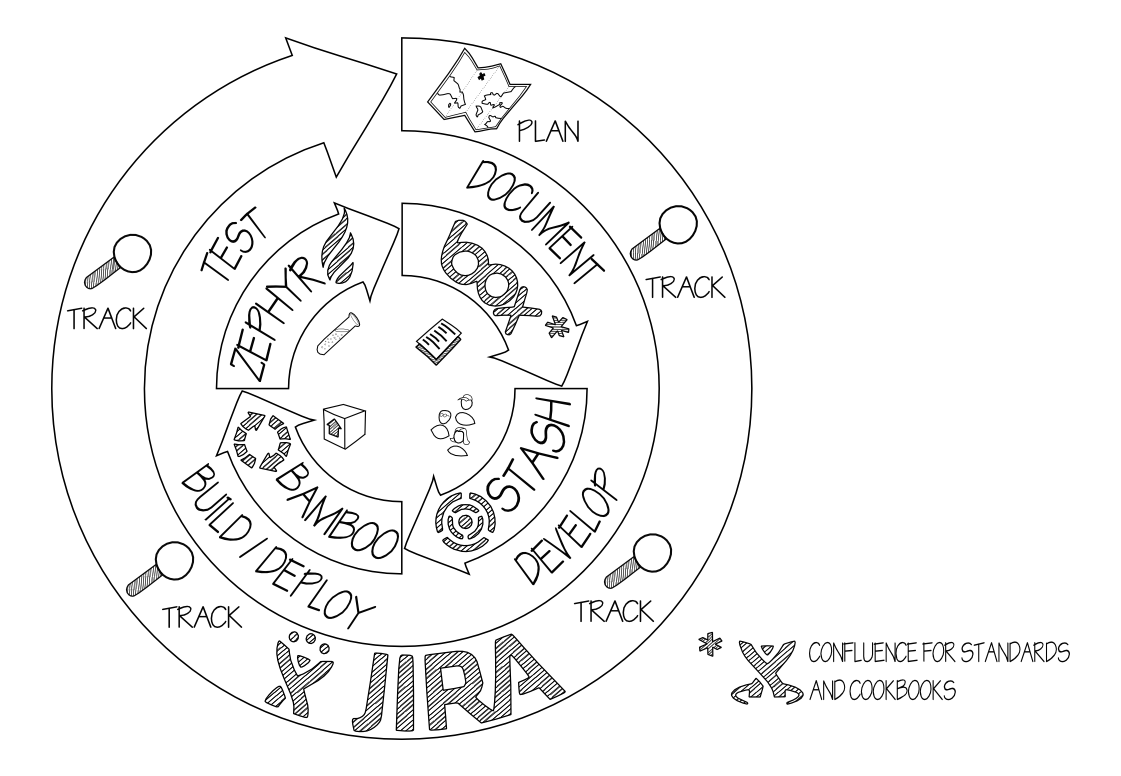 PLAN
DOCUMENT
TEST
box *
ZEPHYR
TRACK
TRACK
STASH
BAMBOO
DEVELOP
BUILD / DEPLOY
TRACK
TRACK
JIRA
* CONFLUENCE FOR STANDARDS
AND COOKBOOKS